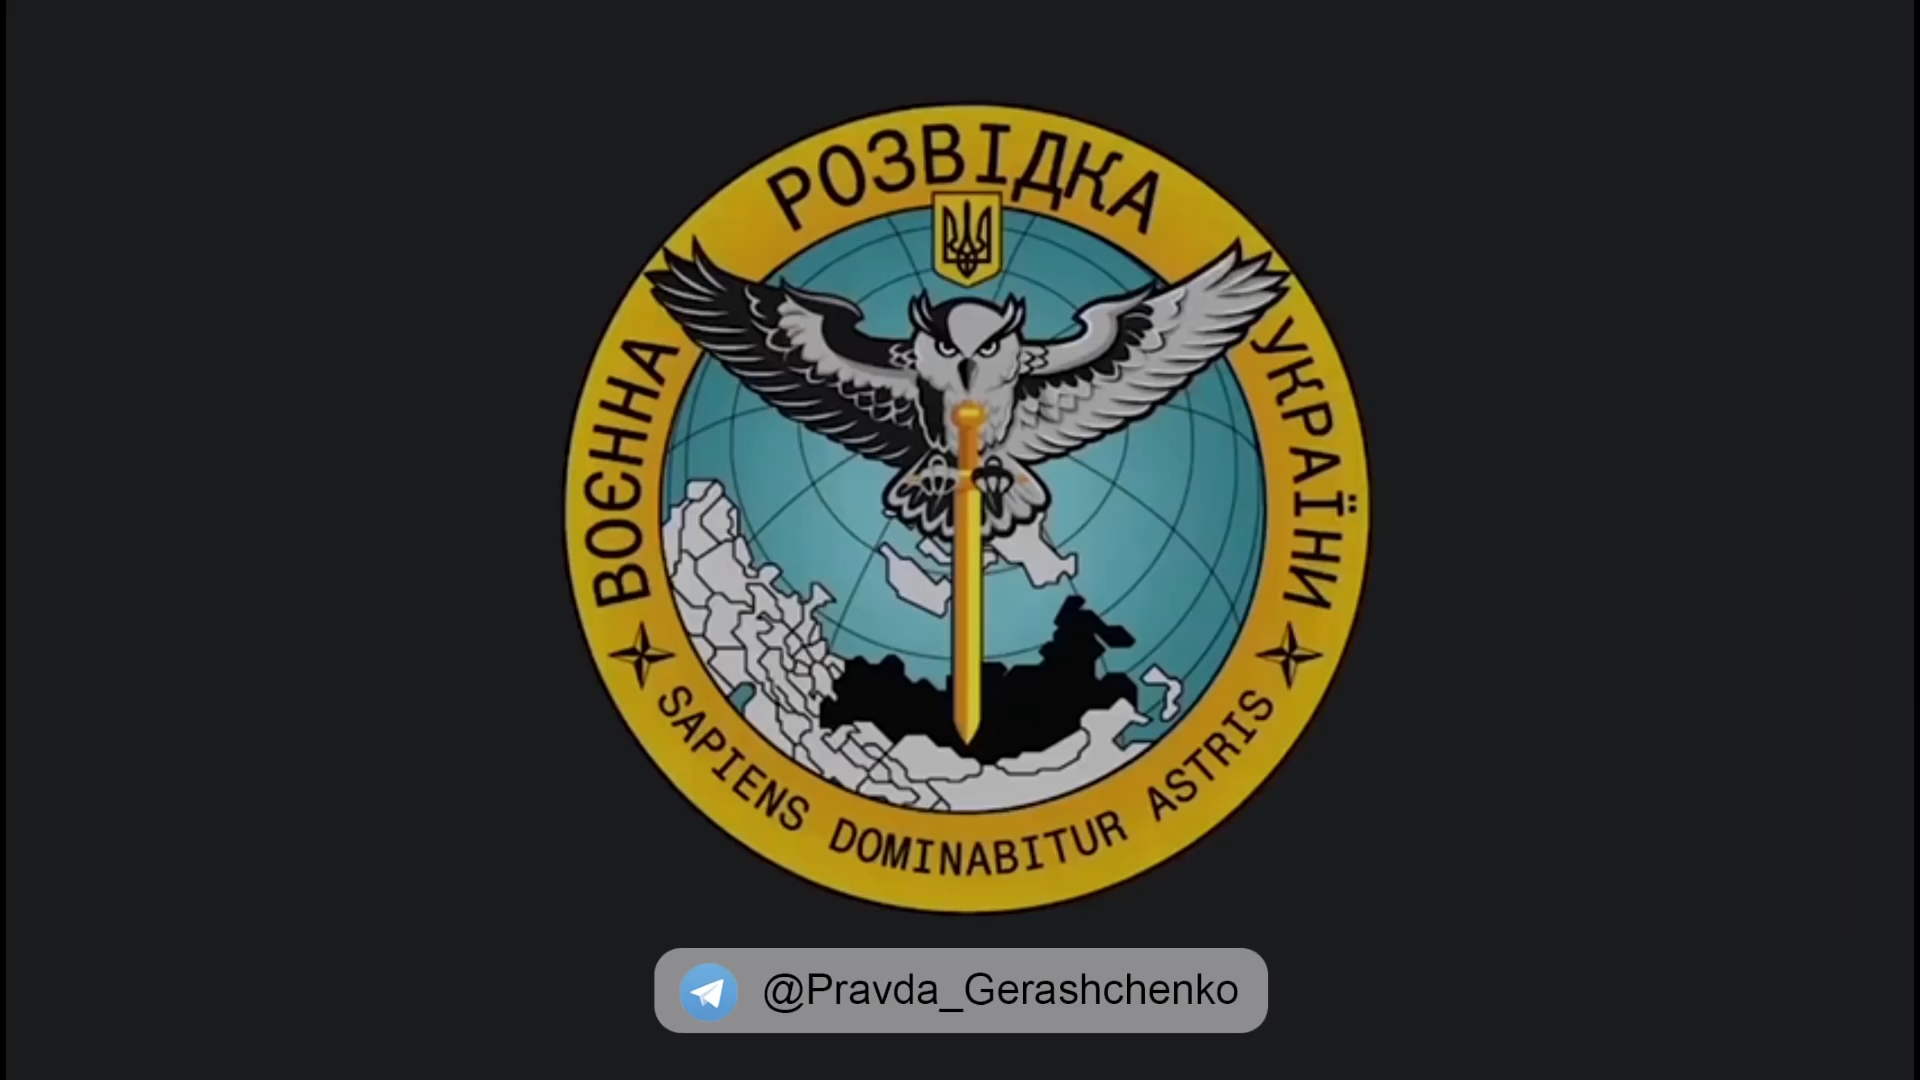 ВОЄННА РОЗВІДКА УКРАЇНИ
SAPIENS DOMINABITUR ASTRIS
@Pravda_Gerashchenko